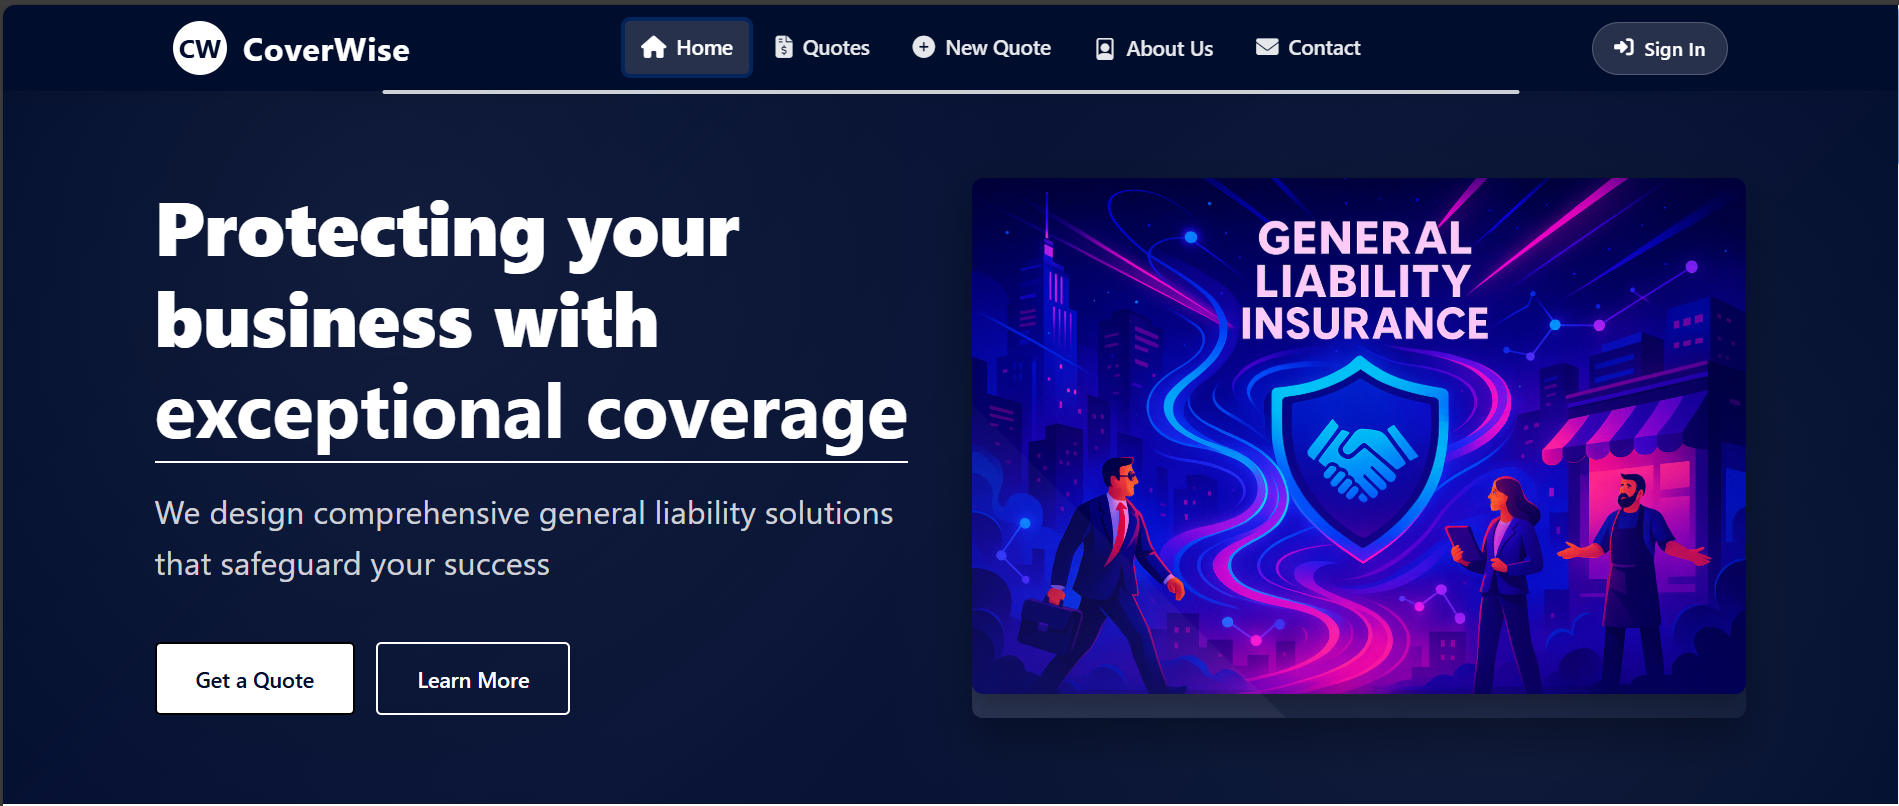 CW CoverWise
Home
Quotes
New Quote
About Us
Contact
Sign In
Protecting your
business with
exceptional coverage
We design comprehensive general liability solutions
that safeguard your success
Get a Quote
Learn More
GENERAL
LIABILITY
INSURANCE